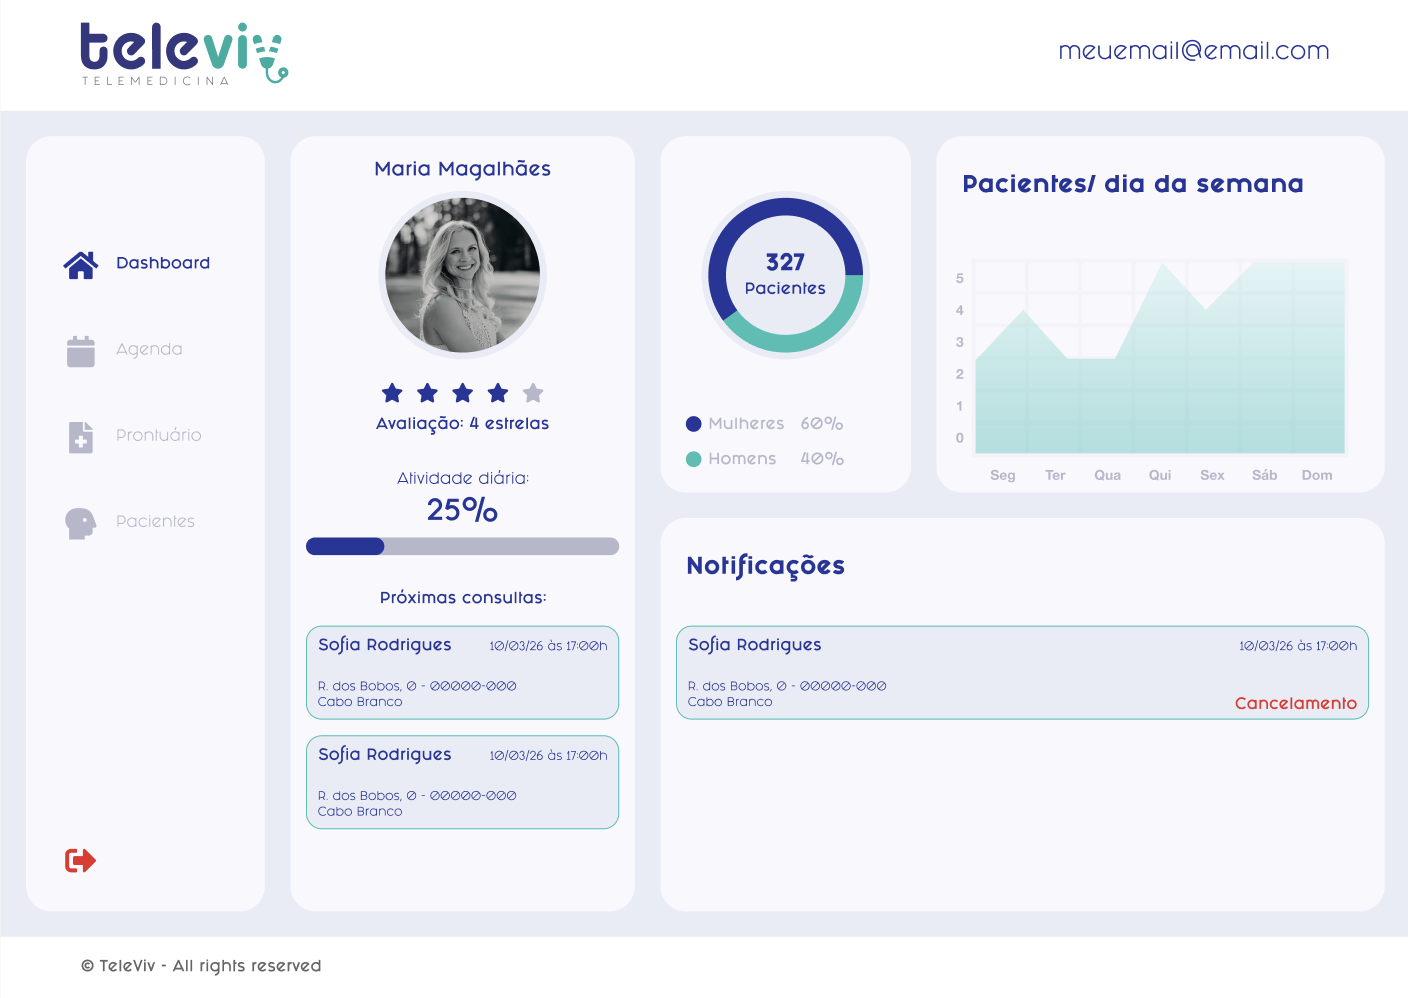 televiv
TELEMEDICINA
meuemail@email.com
Dashboard
Agenda
Prontuário
Pacientes
Maria Magalhães
Avaliação: 4 estrelas
Atividade diária:
25%
Próximas consultas:
Sofia Rodrigues 10/03/26 às 17:00h
R. dos Bobos, 0 - 00000-000
Cabo Branco
Sofia Rodrigues 10/03/26 às 17:00h
R. dos Bobos, 0 - 00000-000
Cabo Branco
327
Pacientes
Mulheres 60%
Homens 40%
Pacientes/ dia da semana
5
4
3
2
1
0
Seg Ter Qua Qui Sex Sáb Dom
Notificações
Sofia Rodrigues 10/03/26 às 17:00h
R. dos Bobos, 0 - 00000-000
Cabo Branco
Cancelamento
© TeleViv - All rights reserved